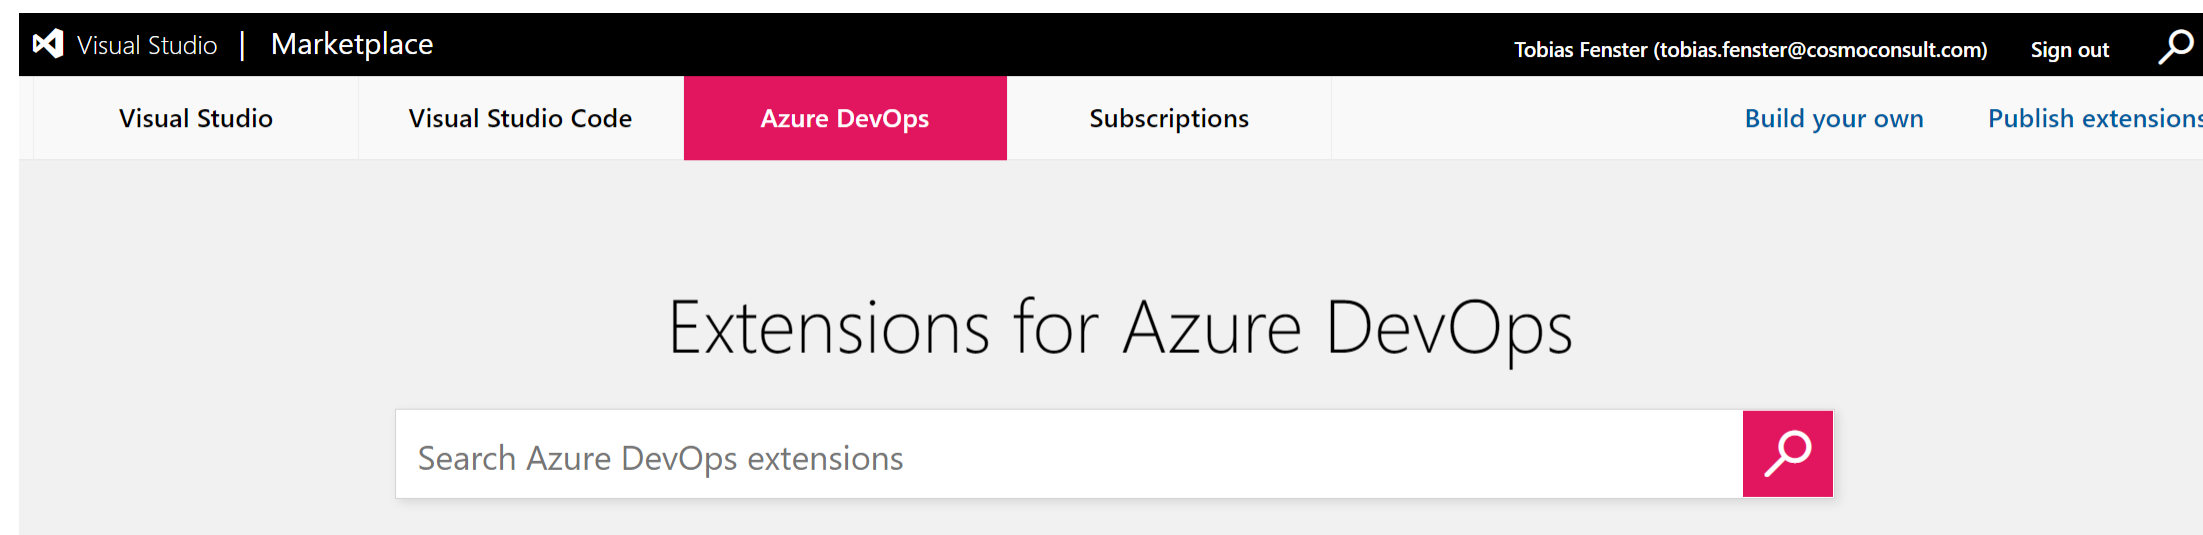 Visual Studio | Marketplace
Tobias Fenster (tobias.fenster@cosmoconsult.com) Sign out
Visual Studio Visual Studio Code Azure DevOps Subscriptions Build your own Publish extensions
Extensions for Azure DevOps
Search Azure DevOps extensions